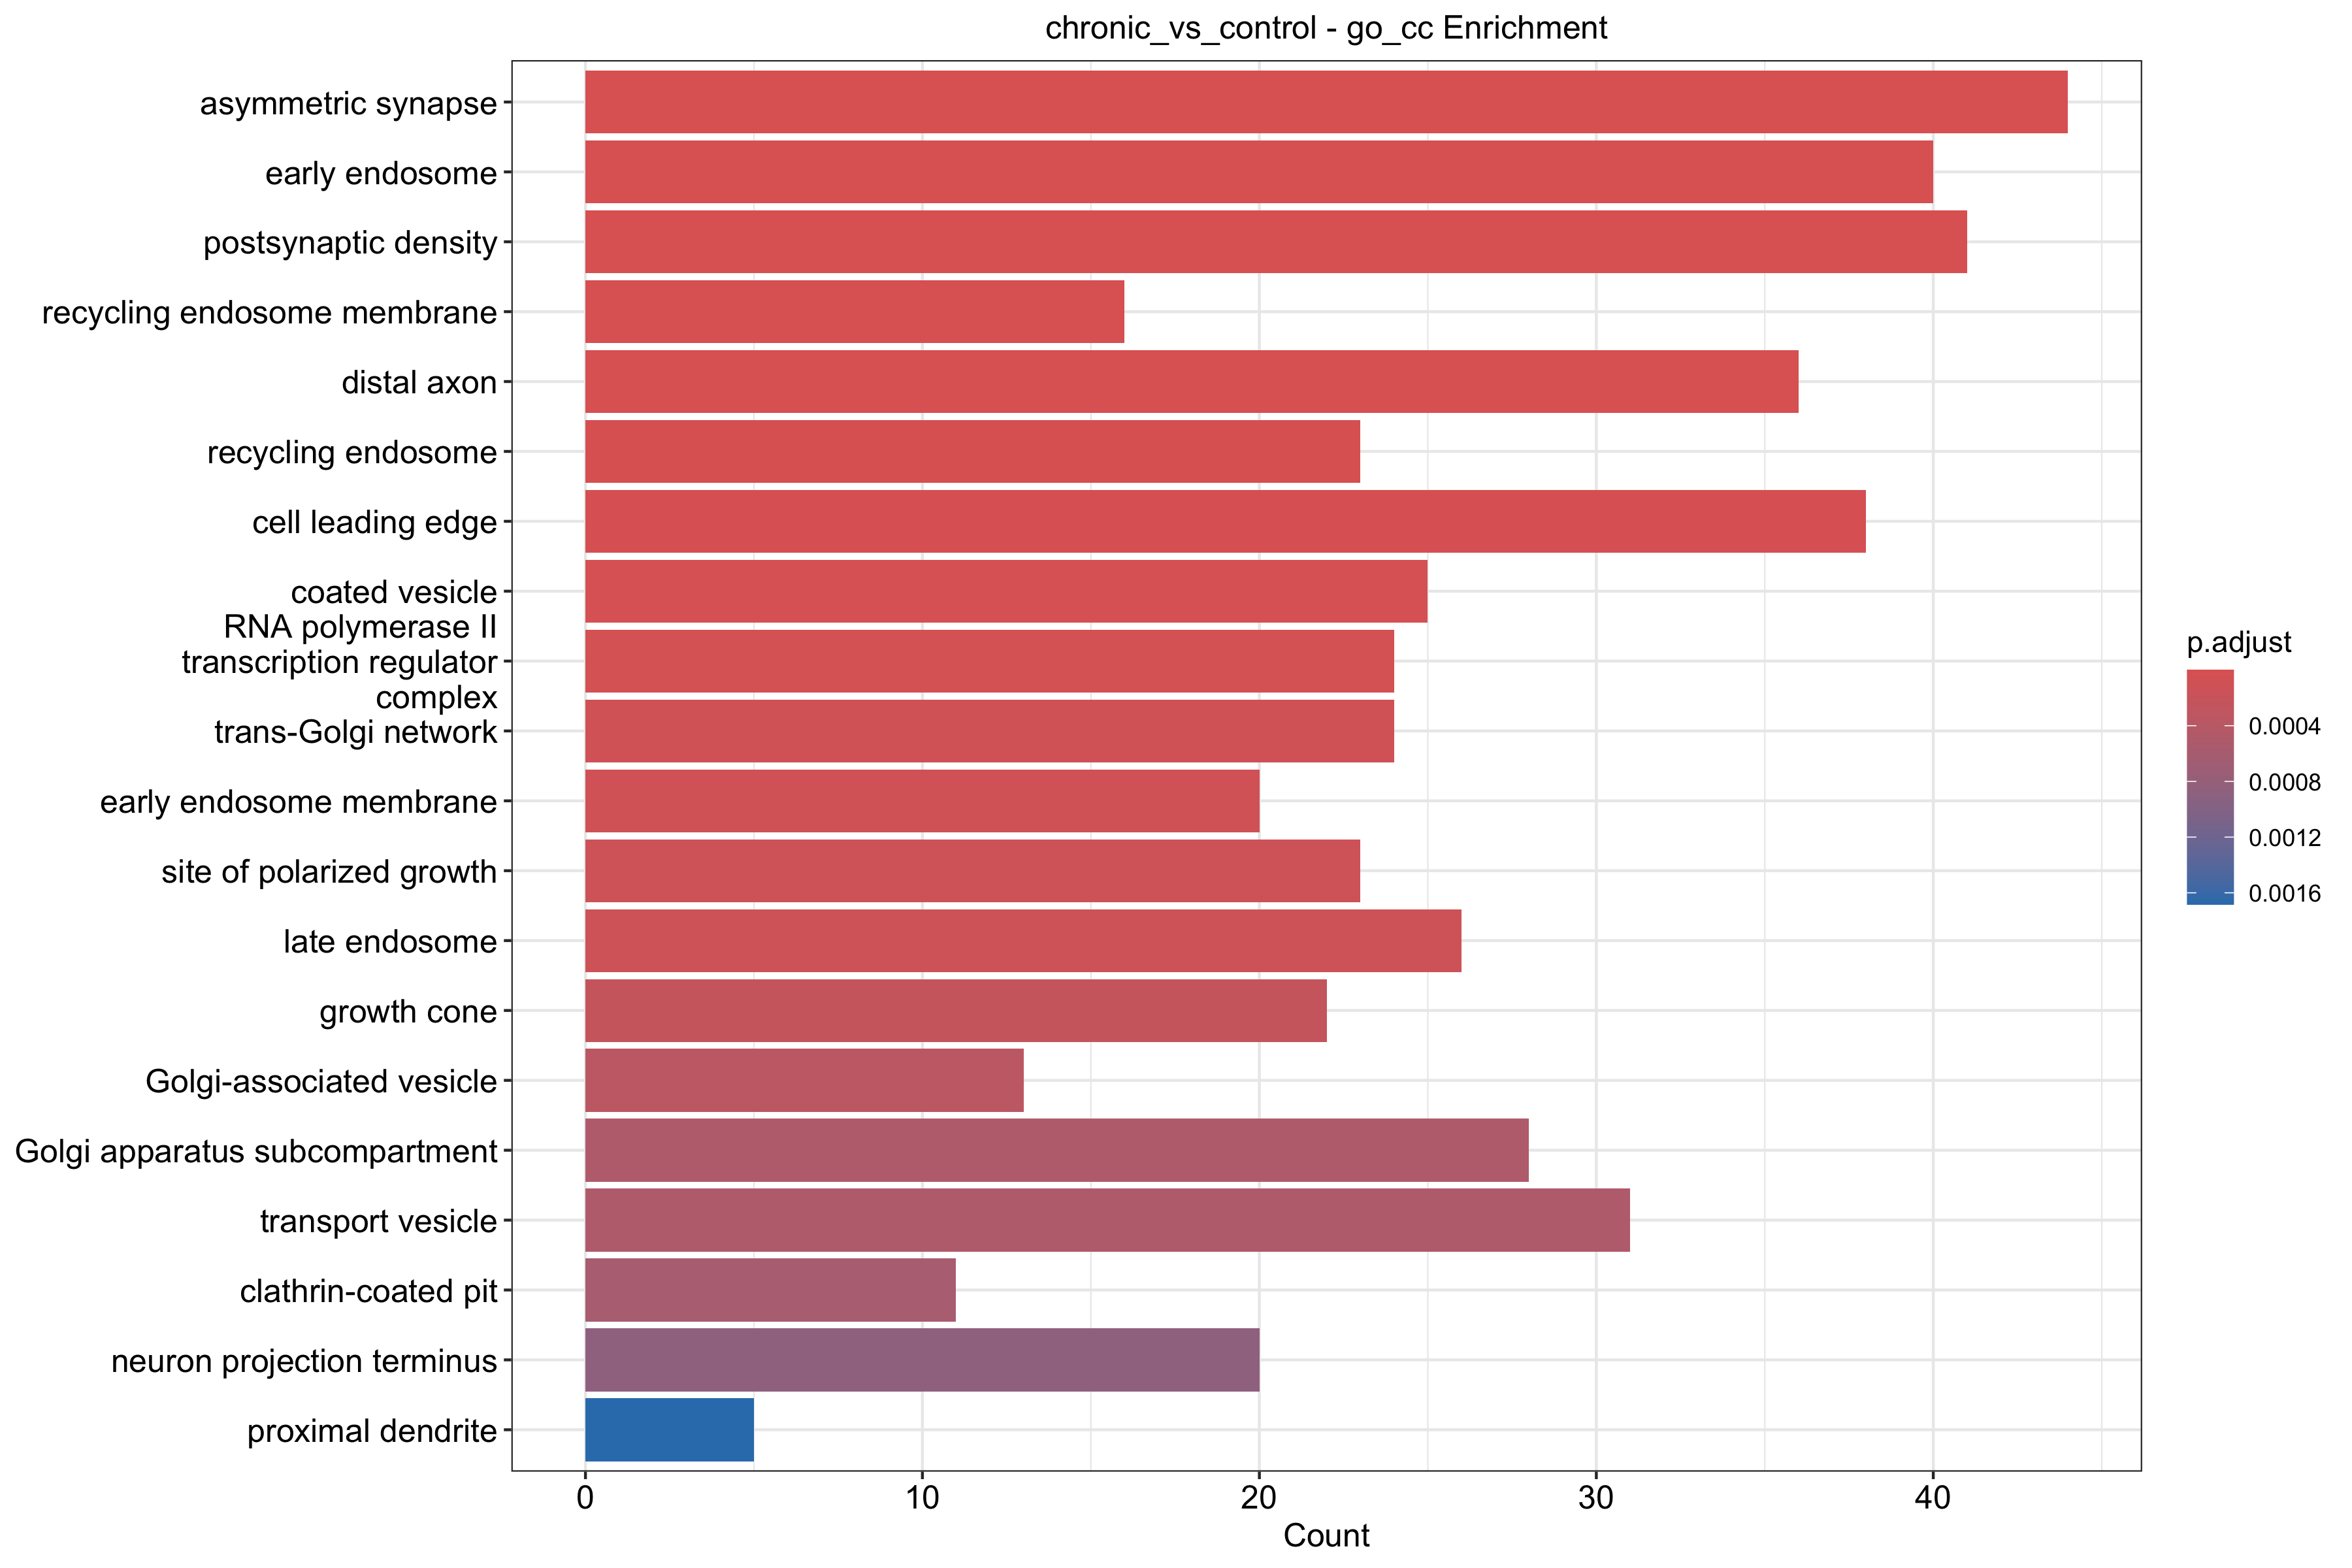 chronic_vs_control - go_cc Enrichment
asymmetric synapse
early endosome
postsynaptic density
recycling endosome membrane
distal axon
recycling endosome
cell leading edge
coated vesicle
RNA polymerase II
transcription regulator
complex
trans-Golgi network
early endosome membrane
site of polarized growth
late endosome
growth cone
Golgi-associated vesicle
Golgi apparatus subcompartment
transport vesicle
clathrin-coated pit
neuron projection terminus
proximal dendrite
0 10 20 30 40
Count
p.adjust
0.0004
0.0008
0.0012
0.0016